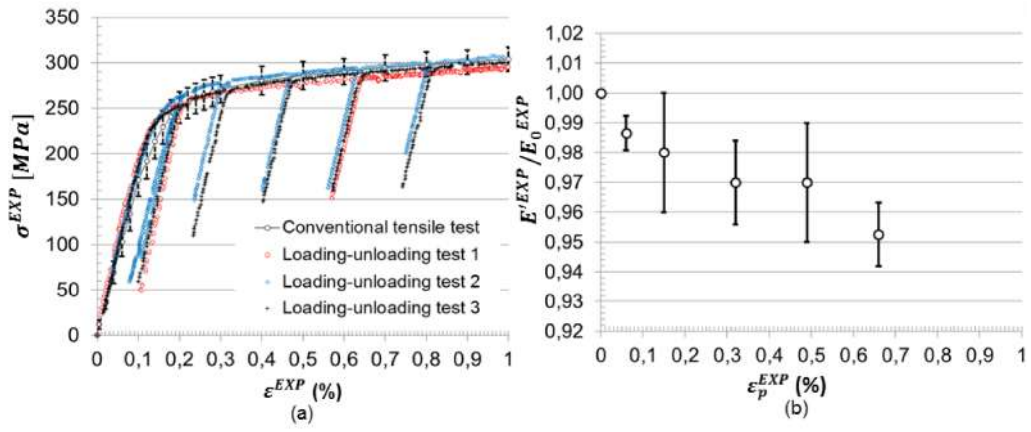 350
300
250
200
150
100
50
0
σ^EXP [MPa]
0 0,1 0,2 0,3 0,4 0,5 0,6 0,7 0,8 0,9 1
ε^EXP (%)
Conventional tensile test
Loading-unloading test 1
Loading-unloading test 2
Loading-unloading test 3
(a)
1,02
1,01
1,00
0,99
0,98
0,97
0,96
0,95
0,94
0,93
0,92
E'^EXP/E_0^EXP
0 0,1 0,2 0,3 0,4 0,5 0,6 0,7 0,8 0,9 1
ε_p^EXP (%)
(b)